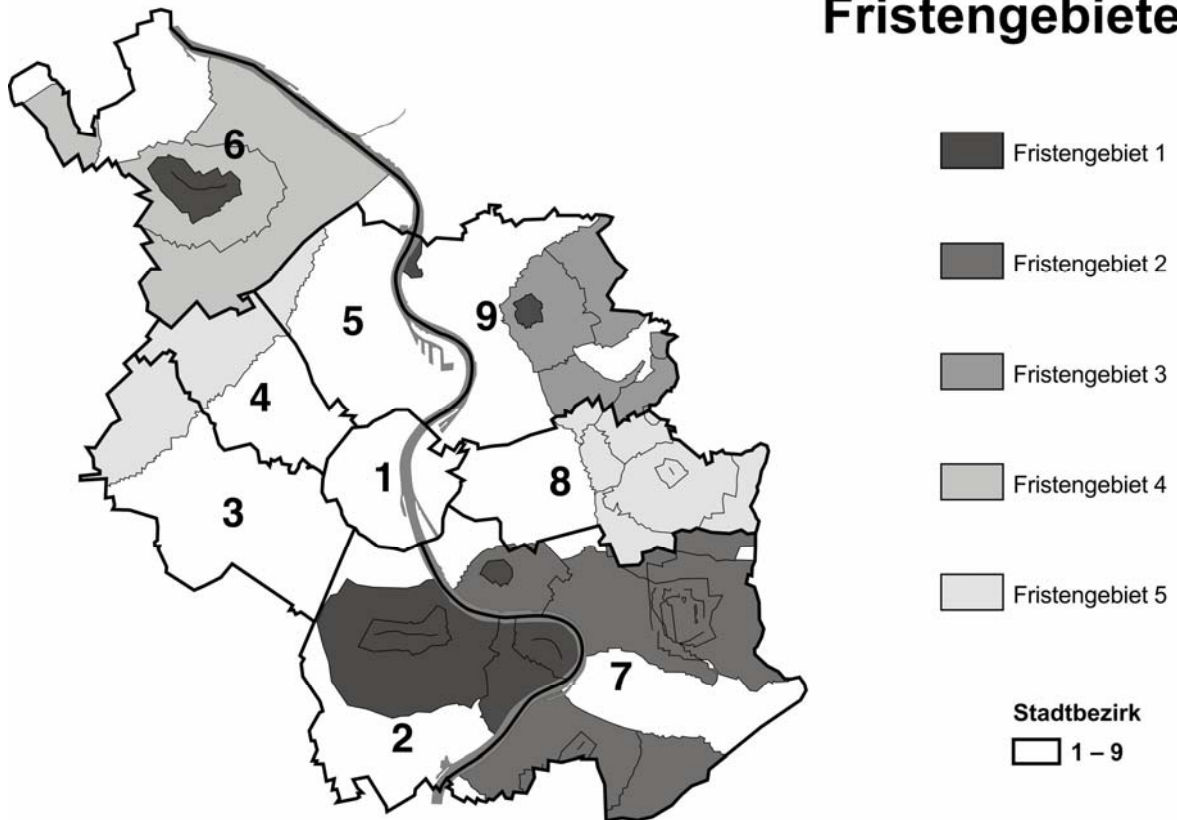 Fristengebiete
Fristengebiet 1
Fristengebiet 2
Fristengebiet 3
Fristengebiet 4
Fristengebiet 5
Stadtbezirk
1 – 9
6
5
9
4
1
8
3
7
2